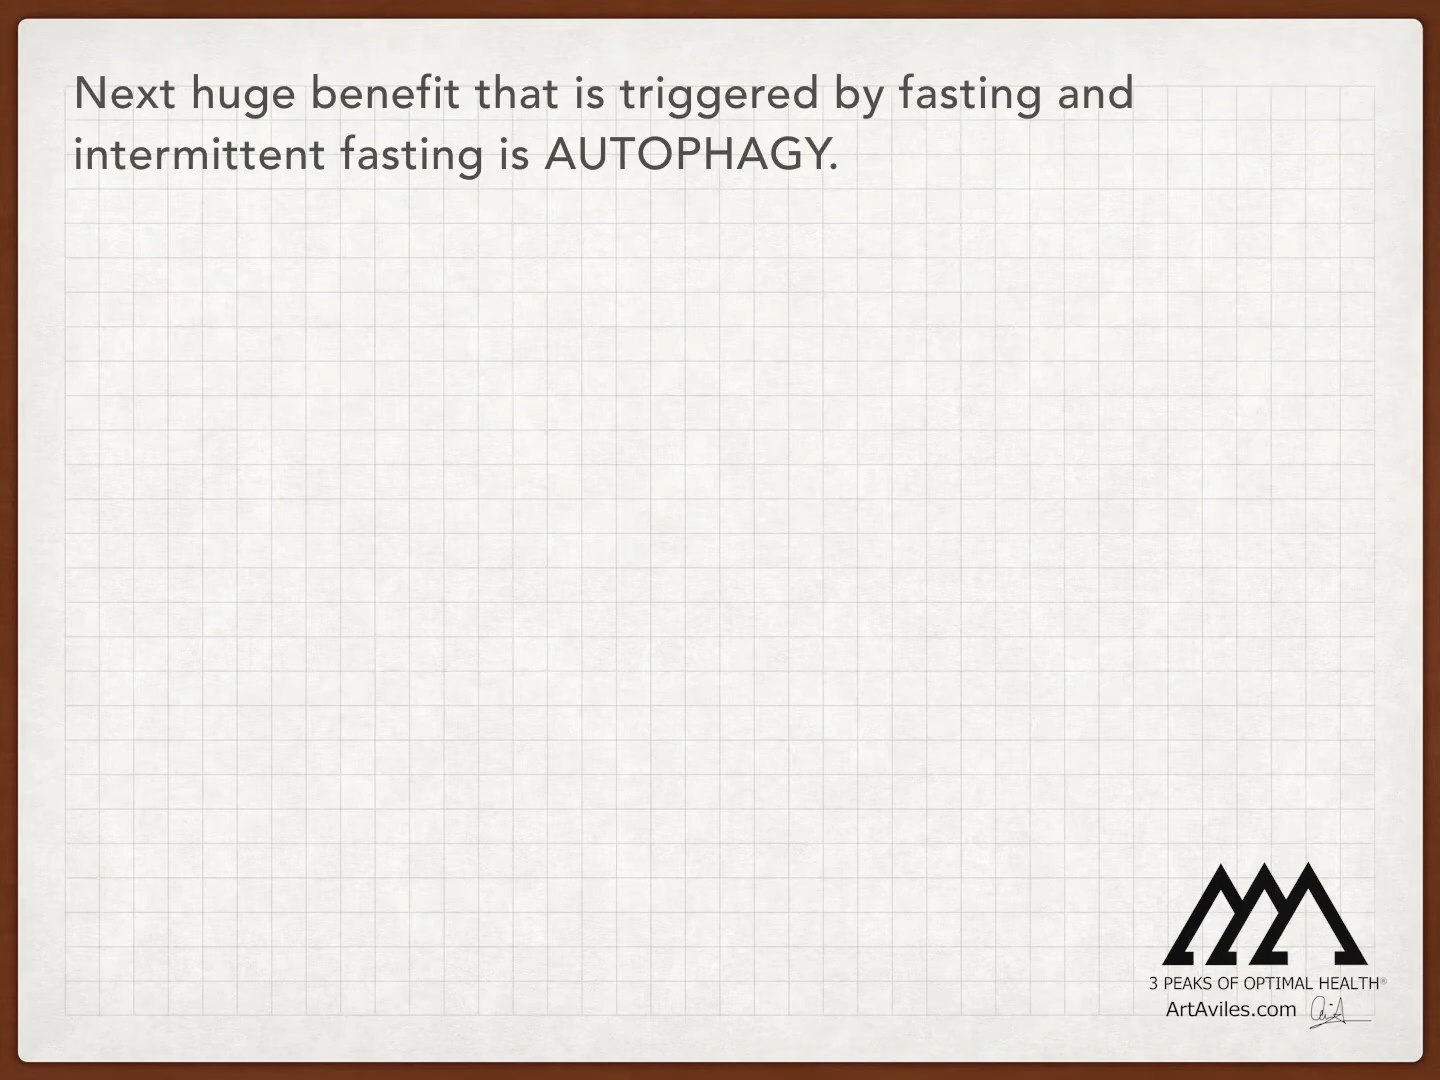 Next huge benefit that is triggered by fasting and
intermittent fasting is AUTOPHAGY.
3 PEAKS OF OPTIMAL HEALTH®
ArtAviles.com